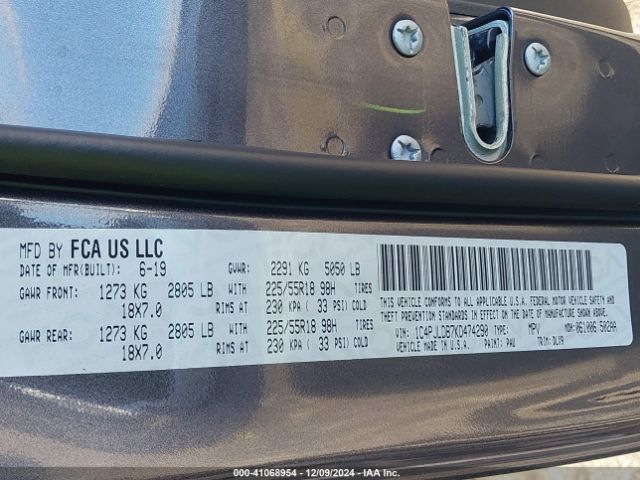 MFD BY FCA US LLC
DATE OF MFR(BUILT): 6-19 GVWR: 2291 KG 5050 LB
GAWR FRONT: 1273 KG 2805 LB WITH 225/55R18 98H TIRES
18X7.0 RIMS AT 230 KPA ( 33 PSI) COLD
GAWR REAR: 1273 KG 2805 LB WITH 225/55R18 98H TIRES
18X7.0 RIMS AT 230 KPA ( 33 PSI) COLD
THIS VEHICLE CONFORMS TO ALL APPLICABLE U.S.A. FEDERAL MOTOR VEHICLE SAFETY
AND THEFT PREVENTION STANDARDS IN EFFECT ON THE DATE OF MANUFACTURE SHOWN ABOVE.
VIN: 1C4PJLDB7KD474290 TYPE: MPV MDH: 061006 502AA
VEHICLE MADE IN U.S.A. PAINT: PAU TRIM: DLX9
00-41068954 | 12/09/2024 - IAA Inc.